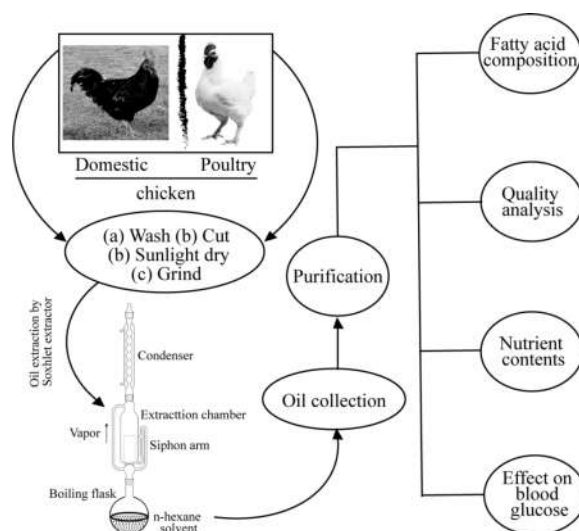 Domestic Poultry
chicken
(a) Wash (b) Cut
(b) Sunlight dry
(c) Grind
Oil extraction by
Soxhlet extractor
Condenser
Extracttion chamber
Vapor
Siphon arm
Boiling flask
n-hexane
solvent
Oil collection
Purification
Fatty acid
composition
Quality
analysis
Nutrient
contents
Effect on
blood
glucose